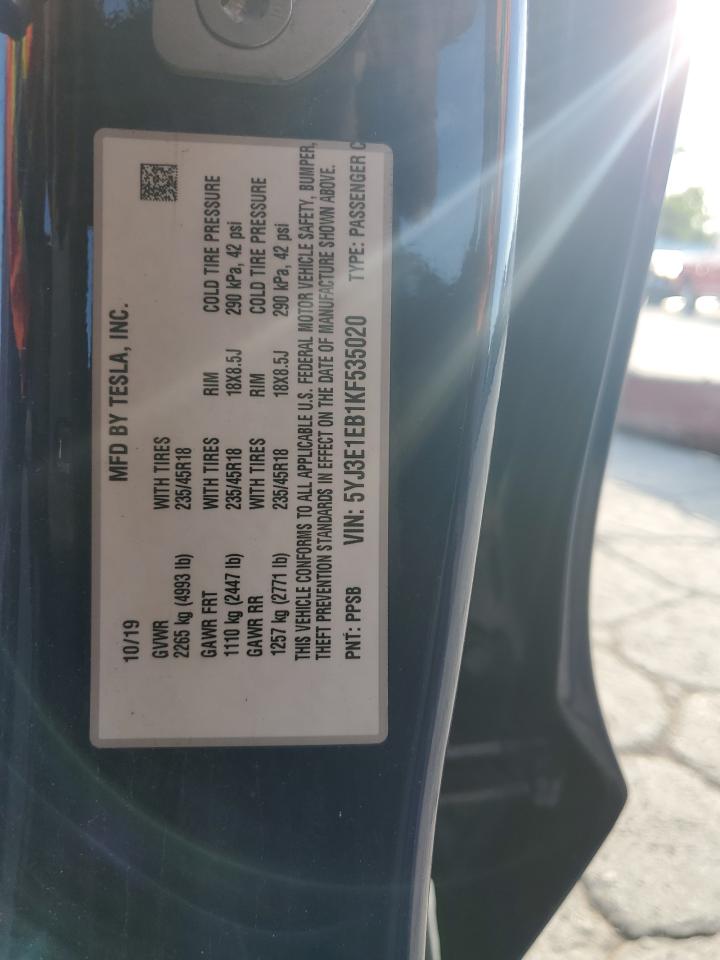 MFD BY TESLA, INC.
10/19
GVWR WITH TIRES
2265 kg (4993 lb) 235/45R18
GAWR FRT WITH TIRES RIM COLD TIRE PRESSURE
1110 kg (2447 lb) 235/45R18 18X8.5J 290 kPa, 42 psi
GAWR RR WITH TIRES RIM COLD TIRE PRESSURE
1257 kg (2771 lb) 235/45R18 18X8.5J 290 kPa, 42 psi
THIS VEHICLE CONFORMS TO ALL APPLICABLE U.S. FEDERAL MOTOR VEHICLE SAFETY, BUMPER,
THEFT PREVENTION STANDARDS IN EFFECT ON THE DATE OF MANUFACTURE SHOWN ABOVE.
PNT: PPSB VIN: 5YJ3E1EB1KF535020 TYPE: PASSENGER C